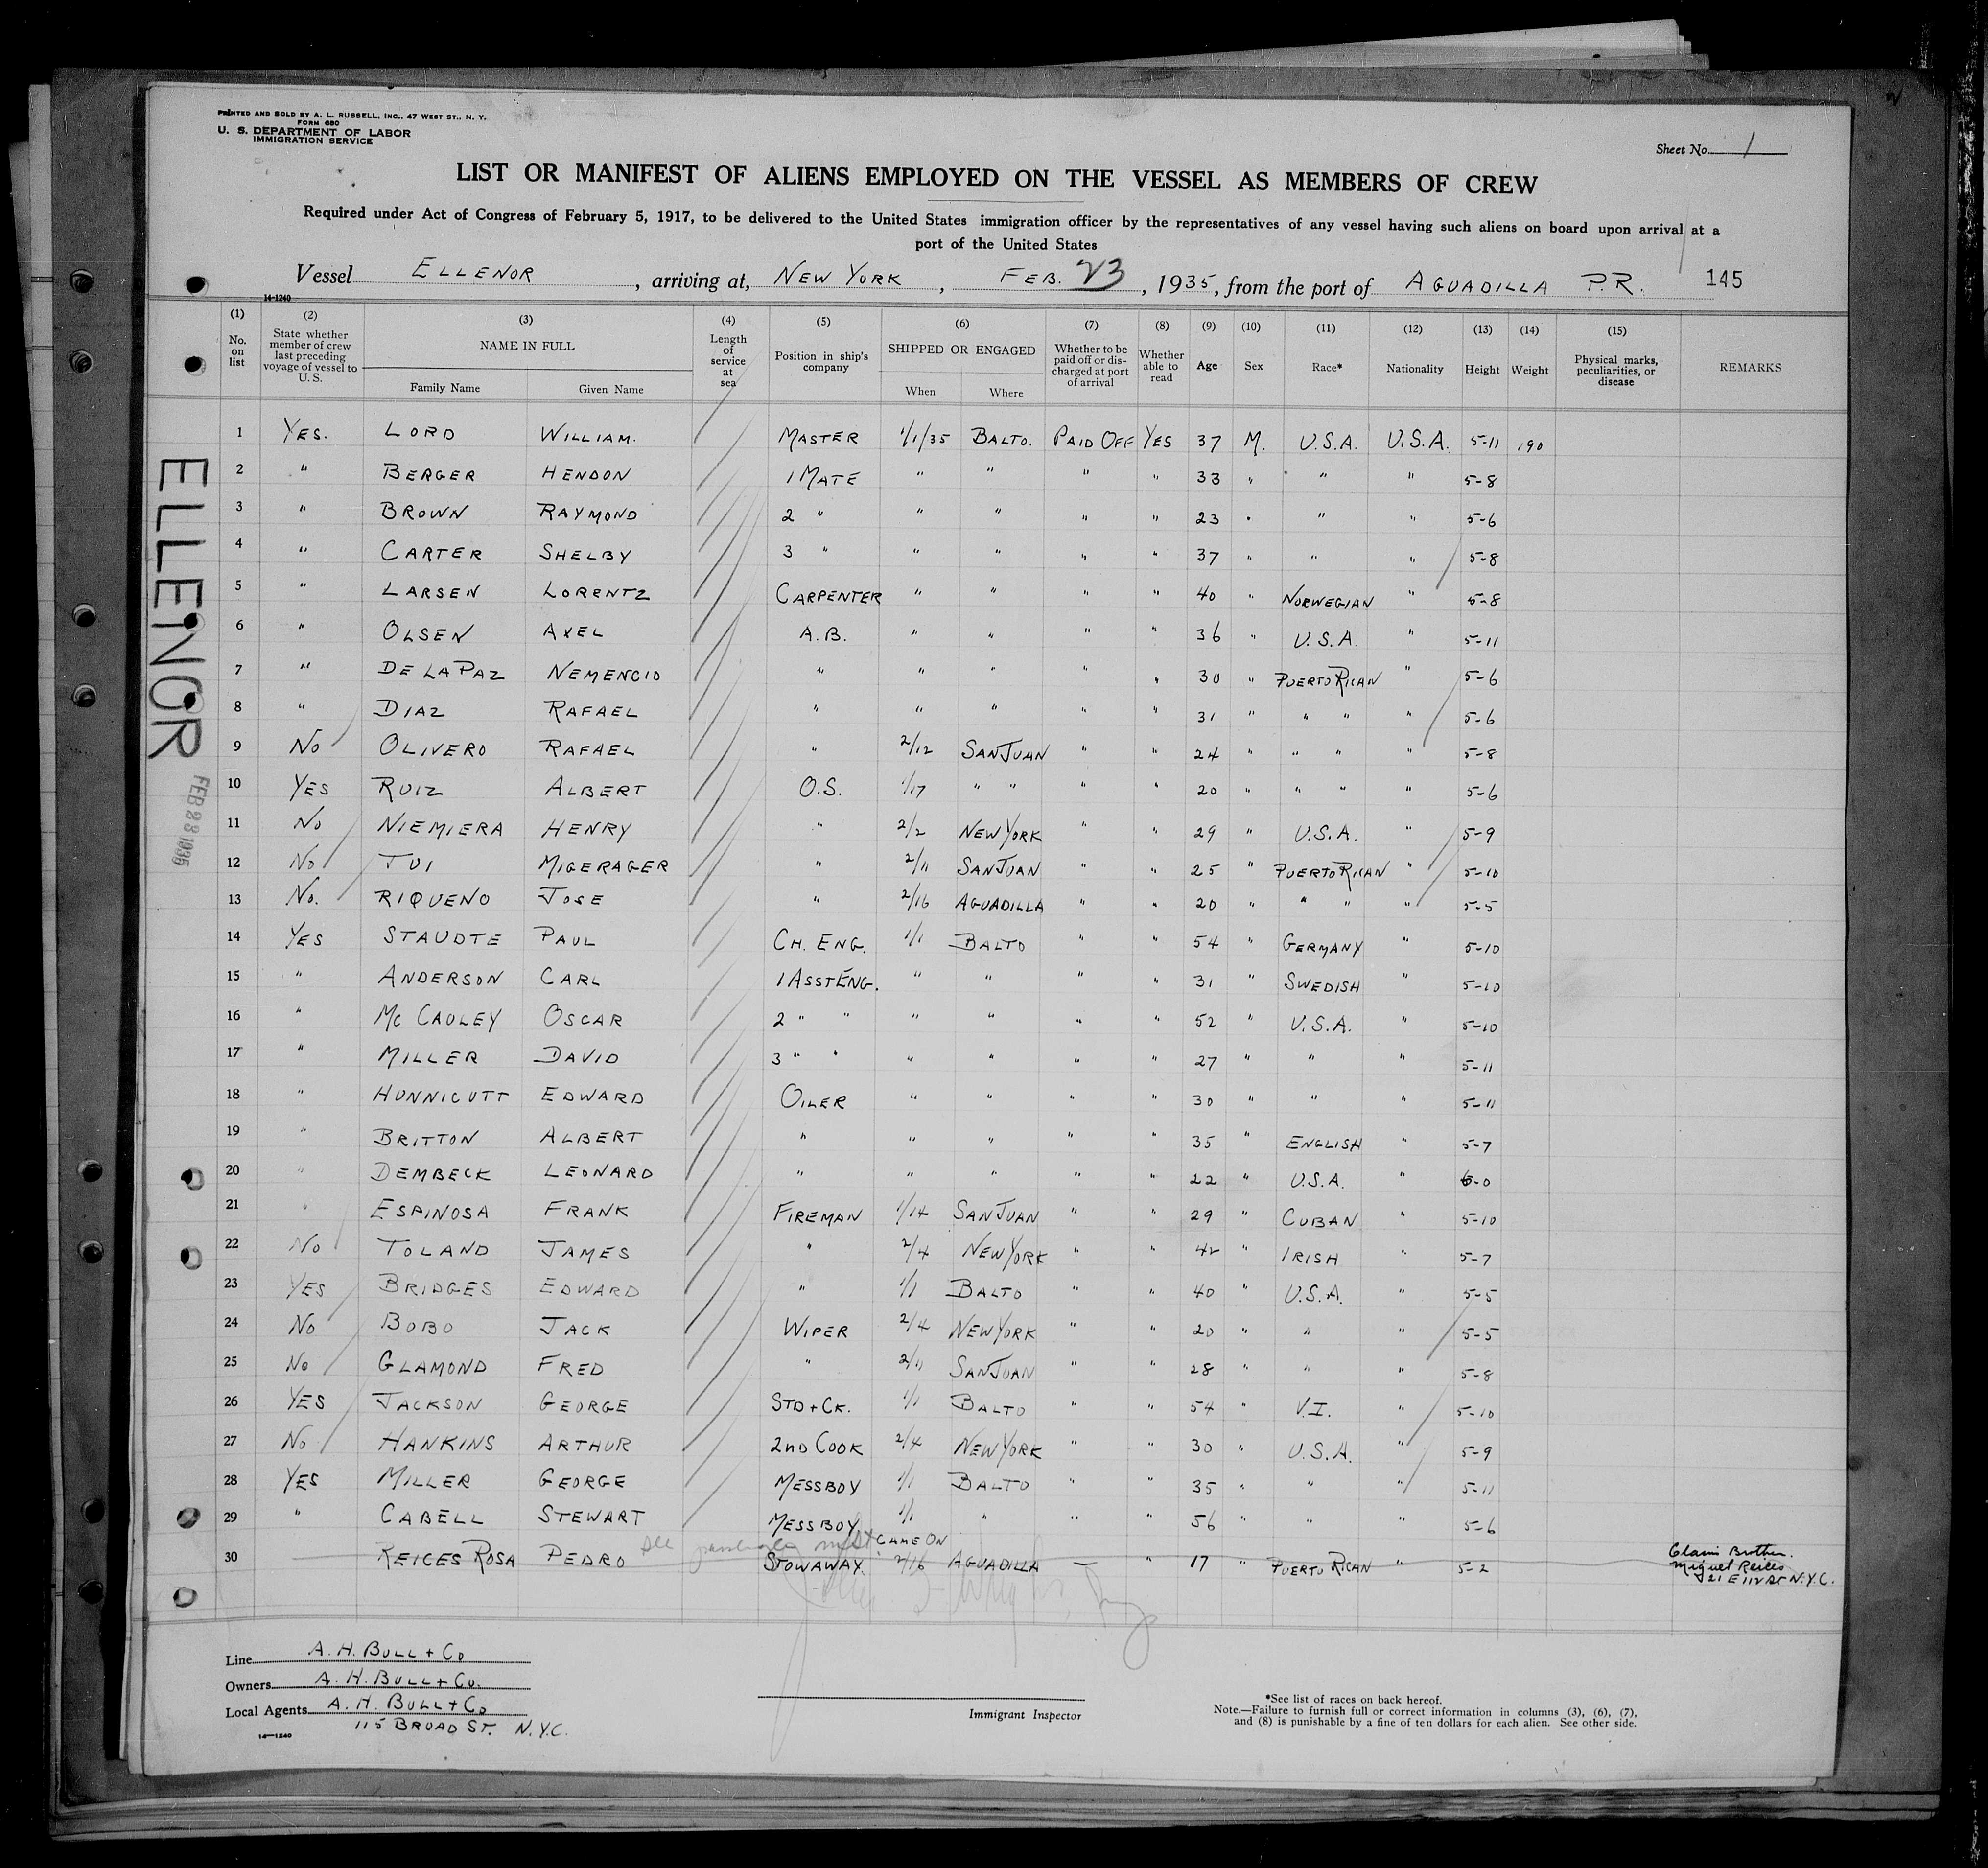 PRINTED AND SOLD BY A. L. RUSSELL, INC., 47 WEST ST., N. Y.
FORM 680
U. S. DEPARTMENT OF LABOR
IMMIGRATION SERVICE
Sheet No. 1
LIST OR MANIFEST OF ALIENS EMPLOYED ON THE VESSEL AS MEMBERS OF CREW
Required under Act of Congress of February 5, 1917, to be delivered to the United States immigration officer by the representatives of any vessel having such aliens on board upon arrival at a
port of the United States
Vessel ELLENOR, arriving at, NEW YORK, FEB. 23, 1935, from the port of AGUADILLA P.R. 145
14-1240
(1) No. on list (2) State whether member of crew last preceding voyage of vessel to U. S. (3) NAME IN FULL Family Name Given Name (4) Length of service at sea (5) Position in ship's company (6) SHIPPED OR ENGAGED When Where (7) Whether to be paid off or discharged at port of arrival (8) Whether able to read (9) Age (10) Sex (11) Race* (12) Nationality (13) Height (14) Weight (15) Physical marks, peculiarities, or disease REMARKS
1 YES. LORD WILLIAM. MASTER 1/1/35 BALTO. PAID OFF YES 37 M. U.S.A. U.S.A. 5-11 190
2 " BERGER HENDON 1 MATE " " " " 33 " " " 5-8
3 " BROWN RAYMOND 2 " " " " " 23 " " " 5-6
4 " CARTER SHELBY 3 " " " " " 37 " " " 5-8
5 " LARSEN LORENTZ CARPENTER " " " " 40 " NORWEGIAN " 5-8
6 " OLSEN AXEL A.B. " " " " 36 " U.S.A. " 5-11
7 " DE LA PAZ NEMENCIO " " " " " 30 " PUERTO RICAN " 5-6
8 " DIAZ RAFAEL " " " " " 31 " " " " 5-6
9 NO OLIVERO RAFAEL " 2/12 SAN JUAN " " 24 " " " " 5-8
10 YES RUIZ ALBERT O.S. 1/17 " " " " 20 " " " " 5-6
11 NO NIEMIERA HENRY " 2/2 NEW YORK " " 29 " U.S.A. " 5-9
12 NO TUI MIGERAGER " 2/11 SAN JUAN " " 25 " PUERTO RICAN " 5-10
13 NO. RIQUENO JOSE " 2/16 AGUADILLA " " 20 " " " " 5-5
14 YES STAUDTE PAUL CH. ENG. 1/1 BALTO " " 54 " GERMANY " 5-10
15 " ANDERSON CARL 1 ASST ENG. " " " " 31 " SWEDISH " 5-10
16 " MC CAULEY OSCAR 2 " " " " " " 52 " U.S.A. " 5-10
17 " MILLER DAVID 3 " " " " " " 27 " " " 5-11
18 " HUNNICUTT EDWARD OILER " " " " 30 " " " 5-11
19 " BRITTON ALBERT " " " " " 35 " ENGLISH " 5-7
20 " DEMBECK LEONARD " " " " " 22 " U.S.A. " 6-0
21 " ESPINOSA FRANK FIREMAN 1/14 SAN JUAN " " 29 " CUBAN " 5-10
22 NO TOLAND JAMES " 2/4 NEW YORK " " 42 " IRISH " 5-7
23 YES BRIDGES EDWARD " 1/1 BALTO " " 40 " U.S.A. " 5-5
24 NO BOBO JACK WIPER 2/4 NEW YORK " " 20 " " " 5-5
25 NO GLAMOND FRED " 2/11 SAN JUAN " " 28 " " " 5-8
26 YES JACKSON GEORGE STD + CK. 1/1 BALTO " " 54 " V.I. " 5-10
27 NO HANKINS ARTHUR 2ND COOK 2/4 NEW YORK " " 30 " U.S.A. " 5-9
28 YES MILLER GEORGE MESSBOY 1/1 BALTO " " 35 " " " 5-11
29 " CABELL STEWART MESSBOY 1/1 " " " 56 " " " 5-6
30 REICES ROSA PEDRO See passenger STOWAWAY. CAME ON 2/16 AGUADILLA — " 17 " PUERTO RICAN " 5-2 Claims Brother.
Miguel Reices
21 E 112 St N.Y.C.
ELLENOR
Line A. H. BULL + CO
Owners A. H. BULL + CO.
Local Agents A. H. BULL + CO
115 BROAD ST. N.Y.C.
14—1240
Immigrant Inspector
*See list of races on back hereof.
Note.—Failure to furnish full or correct information in columns (3), (6), (7),
and (8) is punishable by a fine of ten dollars for each alien. See other side.